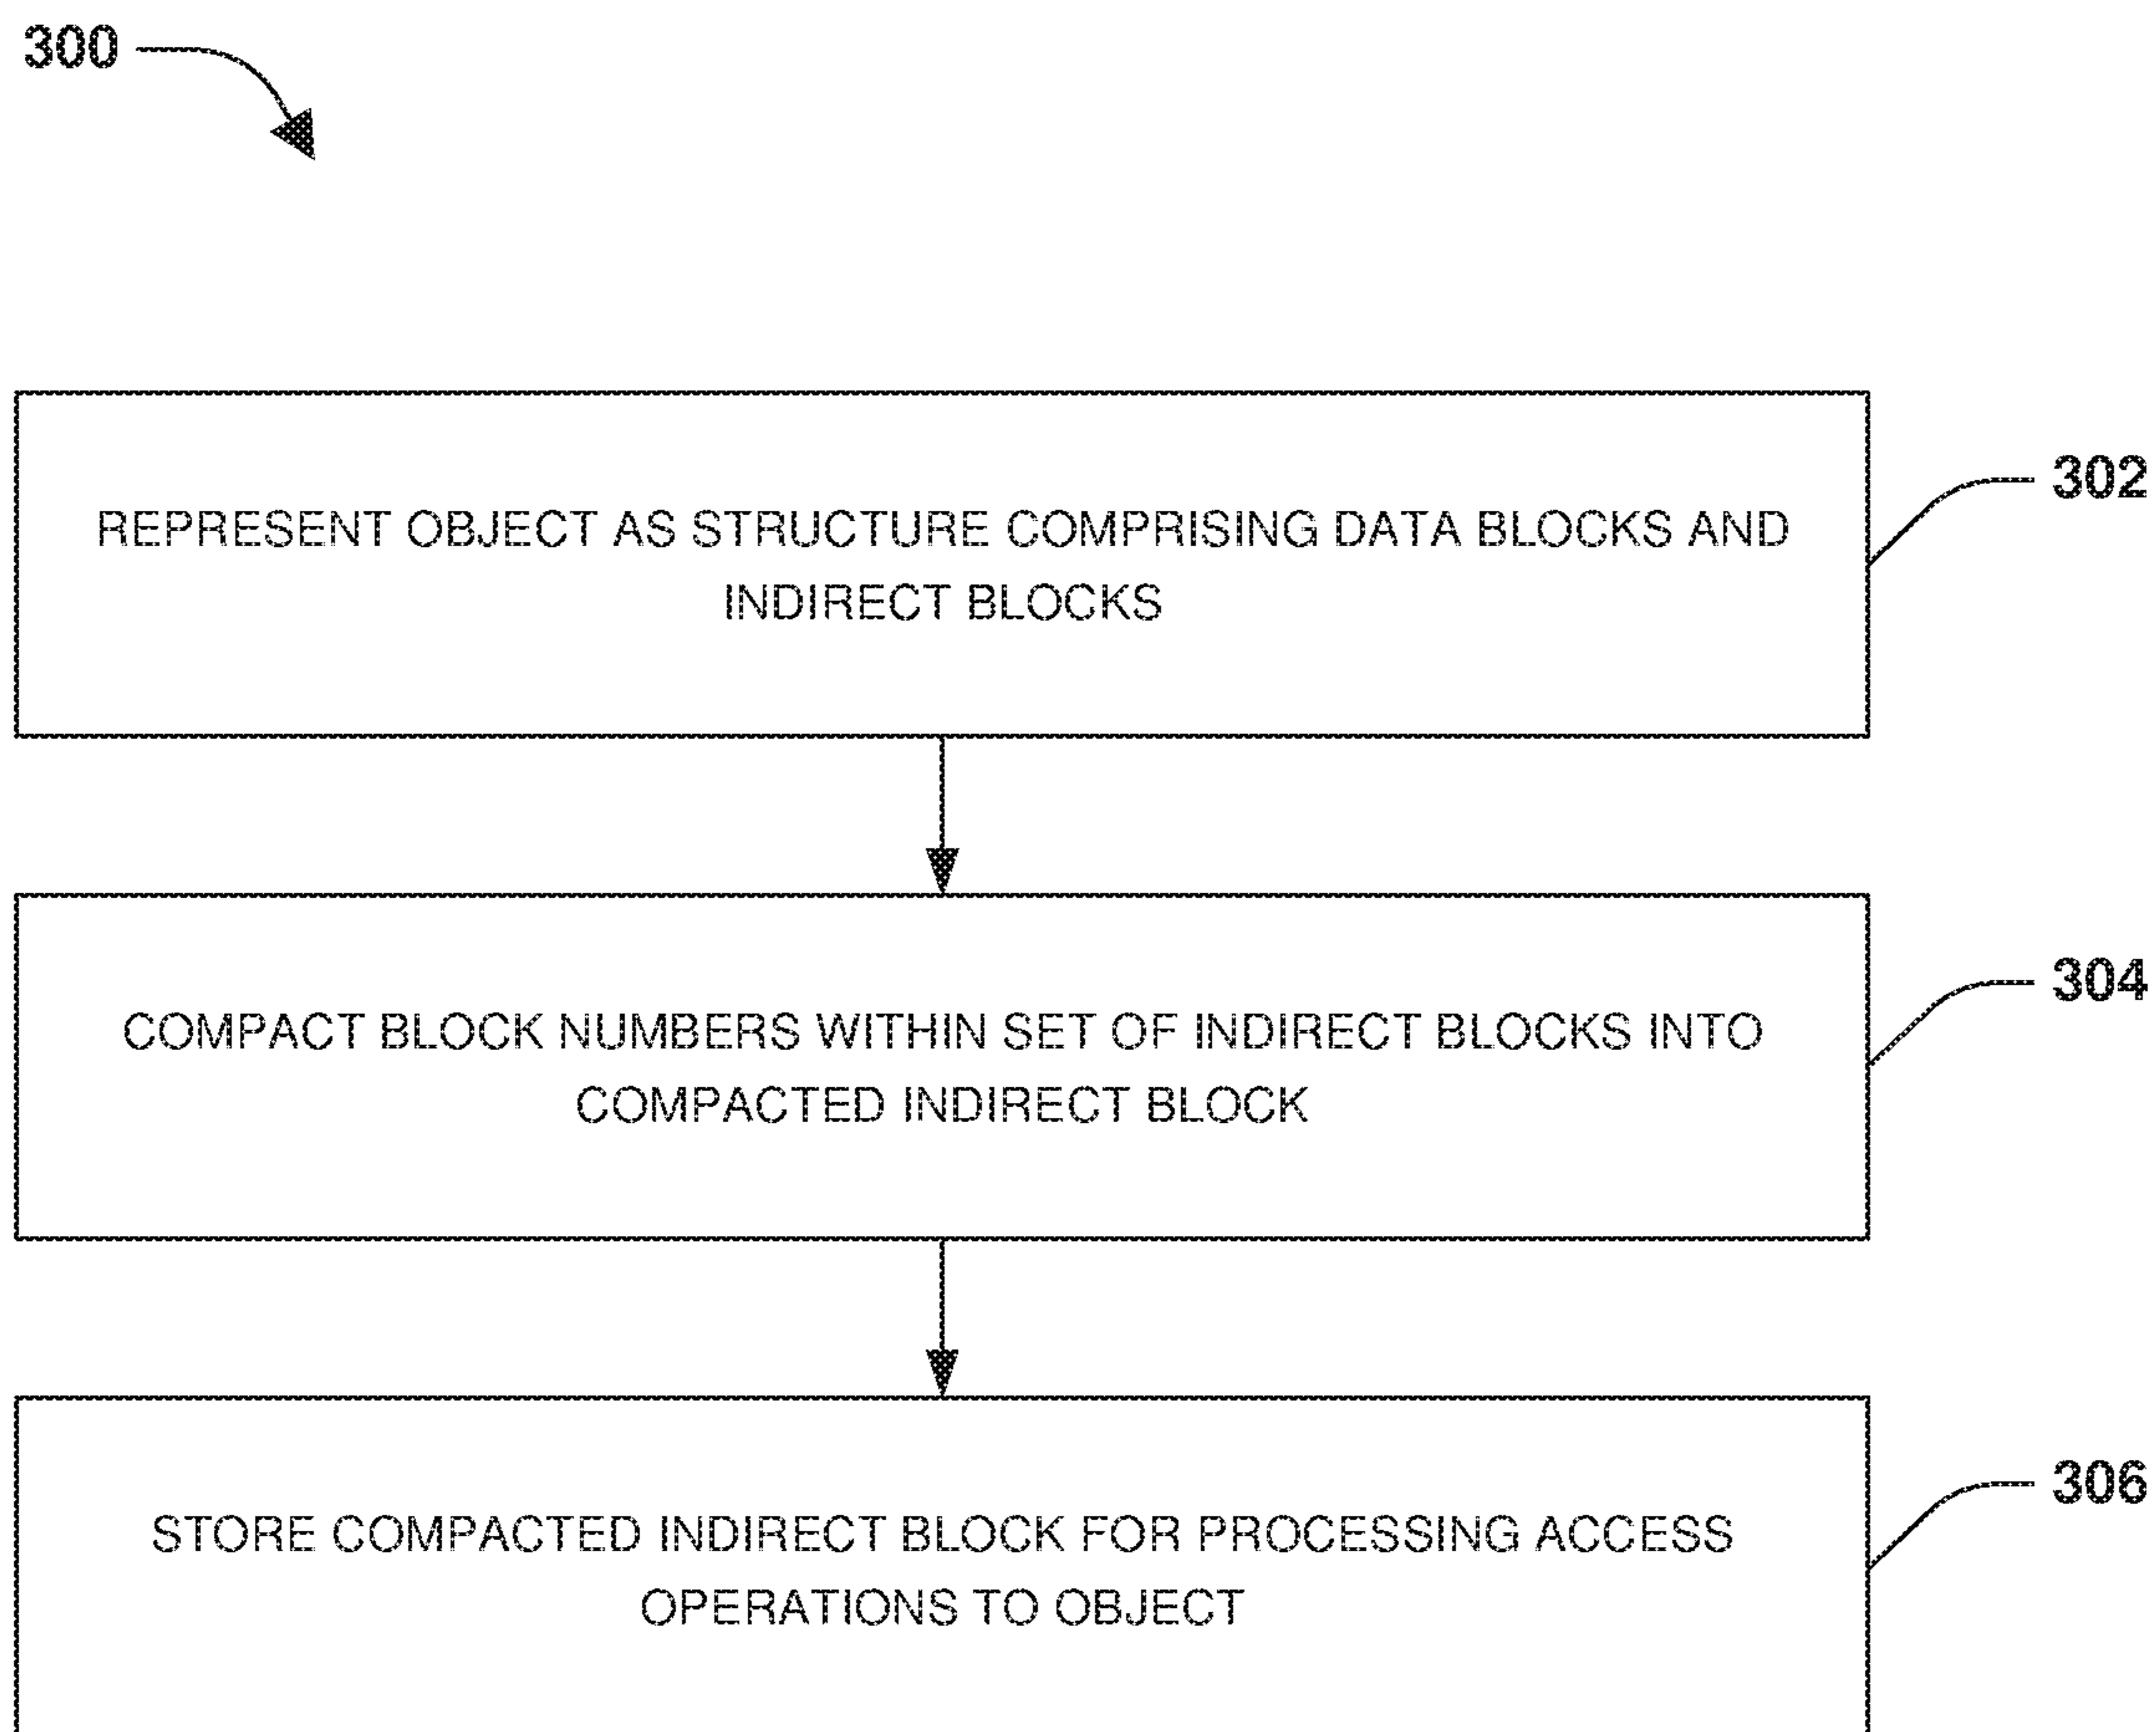 300
REPRESENT OBJECT AS STRUCTURE COMPRISING DATA BLOCKS AND
INDIRECT BLOCKS
302
COMPACT BLOCK NUMBERS WITHIN SET OF INDIRECT BLOCKS INTO
COMPACTED INDIRECT BLOCK
304
STORE COMPACTED INDIRECT BLOCK FOR PROCESSING ACCESS
OPERATIONS TO OBJECT
306